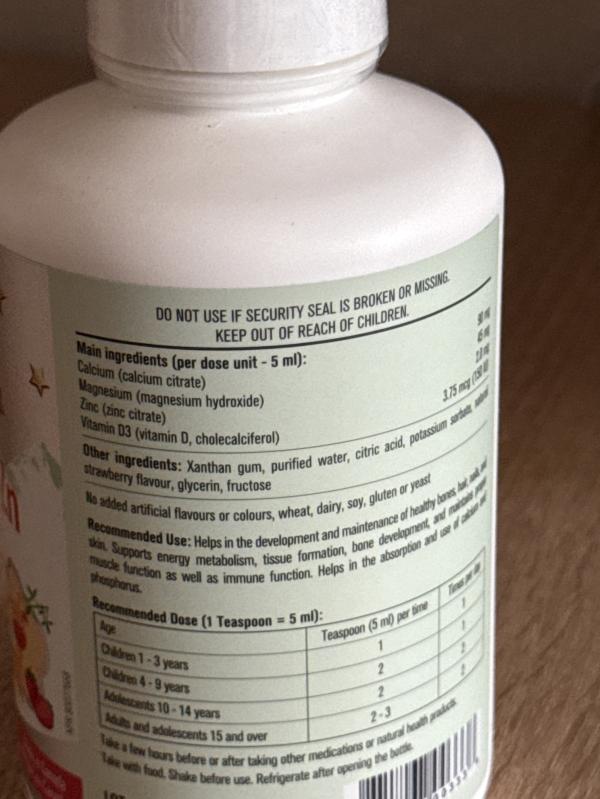 DO NOT USE IF SECURITY SEAL IS BROKEN OR MISSING.
KEEP OUT OF REACH OF CHILDREN.
Main ingredients (per dose unit - 5 ml):
Calcium (calcium citrate) 90 mg
Magnesium (magnesium hydroxide) 45 mg
Zinc (zinc citrate)
Vitamin D3 (vitamin D, cholecalciferol) 3.75 mcg (150 IU)
Other ingredients: Xanthan gum, purified water, citric acid, potassium sorbate, natural
strawberry flavour, glycerin, fructose
No added artificial flavours or colours, wheat, dairy, soy, gluten or yeast
Recommended Use: Helps in the development and maintenance of healthy bones, hair, nails, and
skin. Supports energy metabolism, tissue formation, bone development, and maintains proper
muscle function as well as immune function. Helps in the absorption and use of calcium and
phosphorus.
Recommended Dose (1 Teaspoon = 5 ml):
Age Teaspoon (5 ml) per time Times per day
Children 1 - 3 years 1 1
Children 4 - 9 years 2 1
Adolescents 10 - 14 years 2 2
Adults and adolescents 15 and over 2 - 3 2
Take a few hours before or after taking other medications or natural health products.
Take with food. Shake before use. Refrigerate after opening the bottle.
Zn